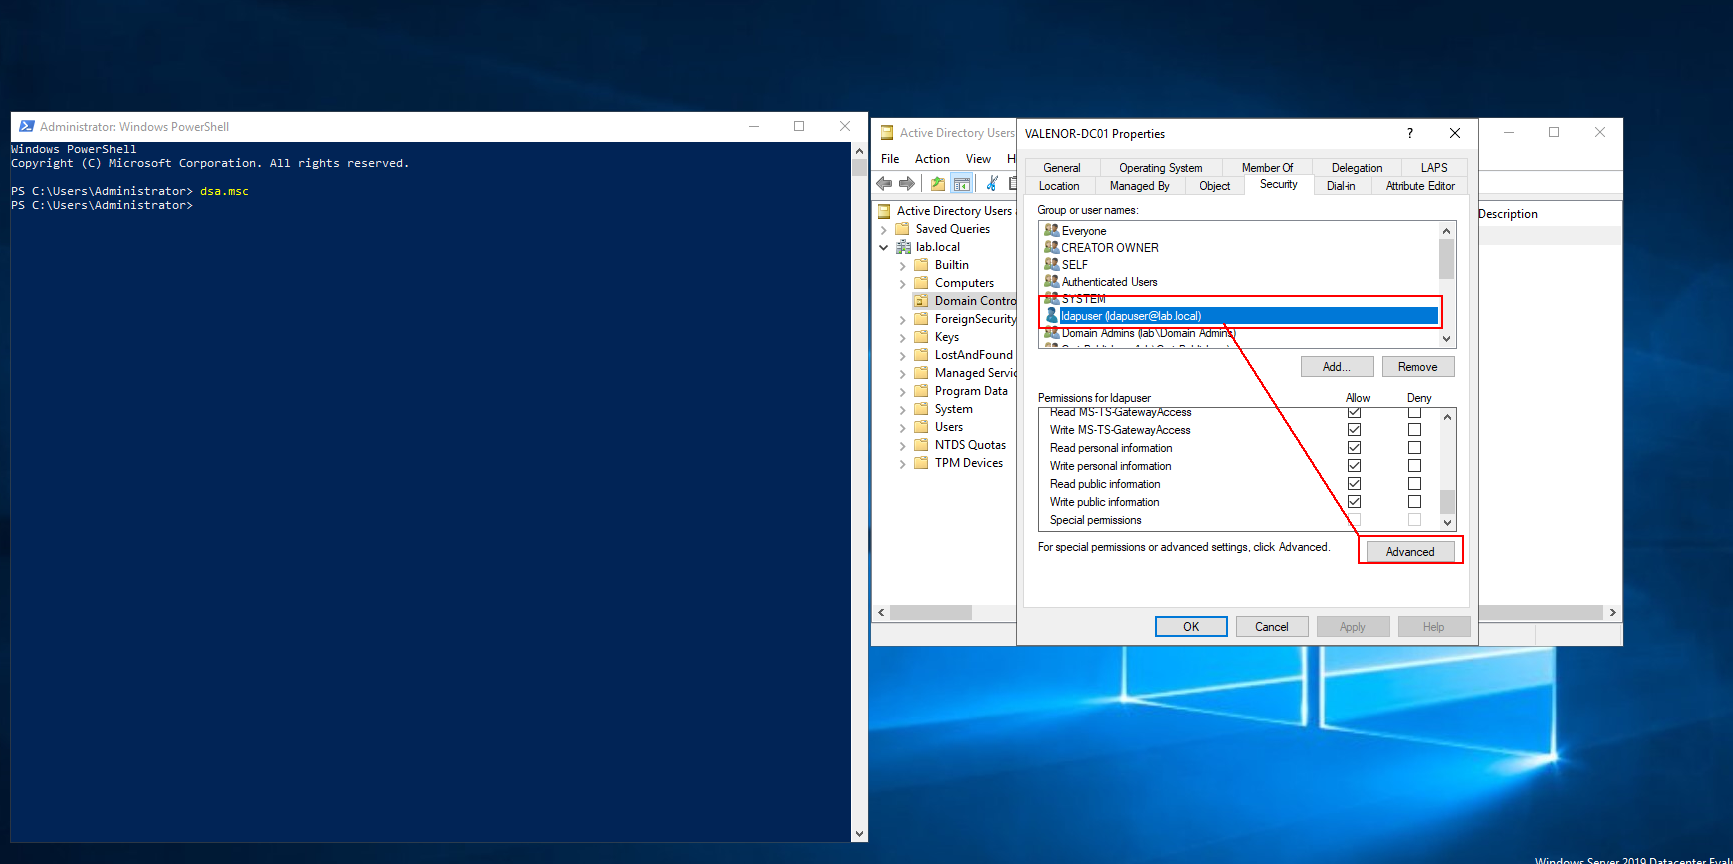 Administrator: Windows PowerShell
Windows PowerShell
Copyright (C) Microsoft Corporation. All rights reserved.
PS C:\Users\Administrator> dsa.msc
PS C:\Users\Administrator>
Active Directory Users
File Action View H
Active Directory Users
Saved Queries
lab.local
Builtin
Computers
Domain Contro
ForeignSecurity
Keys
LostAndFound
Managed Servic
Program Data
System
Users
NTDS Quotas
TPM Devices
Description
VALENOR-DC01 Properties
?
General Operating System Member Of Delegation LAPS
Location Managed By Object Security Dial-in Attribute Editor
Group or user names:
Everyone
CREATOR OWNER
SELF
Authenticated Users
SYSTEM
ldapuser (ldapuser@lab.local)
Domain Admins (lab\Domain Admins)
Add... Remove
Permissions for ldapuser Allow Deny
Read MS-TS-GatewayAccess
Write MS-TS-GatewayAccess
Read personal information
Write personal information
Read public information
Write public information
Special permissions
For special permissions or advanced settings, click Advanced.
Advanced
OK Cancel Apply Help
Windows Server 2019 Datacenter Eval